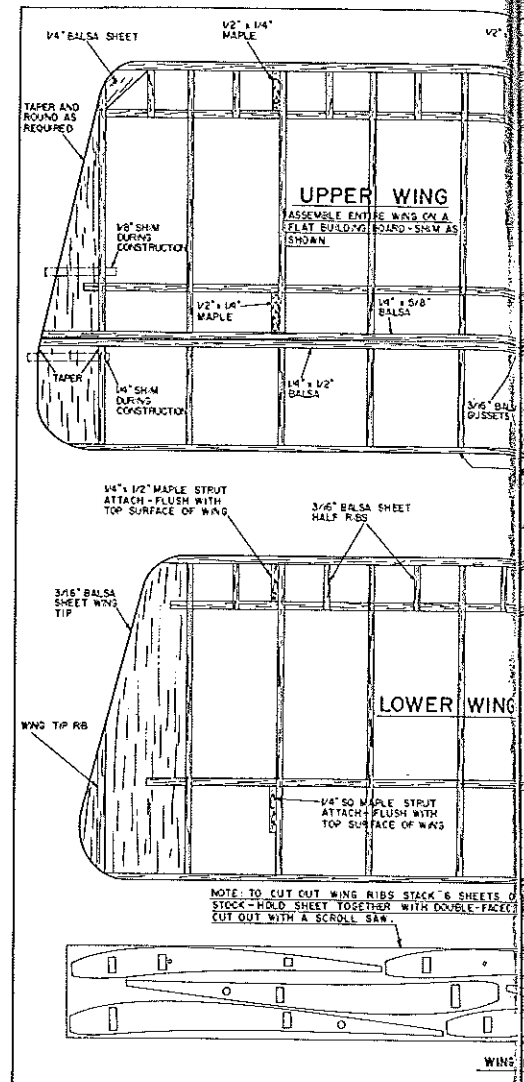 1/4" BALSA SHEET
1/2" x 1/4"
MAPLE
1/2"
TAPER AND
ROUND AS
REQUIRED
UPPER WING
ASSEMBLE ENTIRE WING ON A
FLAT BUILDING BOARD - SHIM AS
SHOWN
1/8" SHIM
DURING
CONSTRUCTION
1/2" x 1/4"
MAPLE
1/4" x 5/8"
BALSA
TAPER
1/4" SHIM
DURING
CONSTRUCTION
1/4" x 1/2"
BALSA
3/16" BAL
GUSSETS
1/4" x 1/2" MAPLE STRUT
ATTACH - FLUSH WITH
TOP SURFACE OF WING
3/16" BALSA SHEET
HALF RIBS
3/16" BALSA
SHEET WING
TIP
LOWER WING
WING TIP RIB
1/4" SQ MAPLE STRUT
ATTACH - FLUSH WITH
TOP SURFACE OF WING
NOTE: TO CUT OUT WING RIBS STACK 6 SHEETS O
STOCK - HOLD SHEET TOGETHER WITH DOUBLE-FACED
CUT OUT WITH A SCROLL SAW.
WING